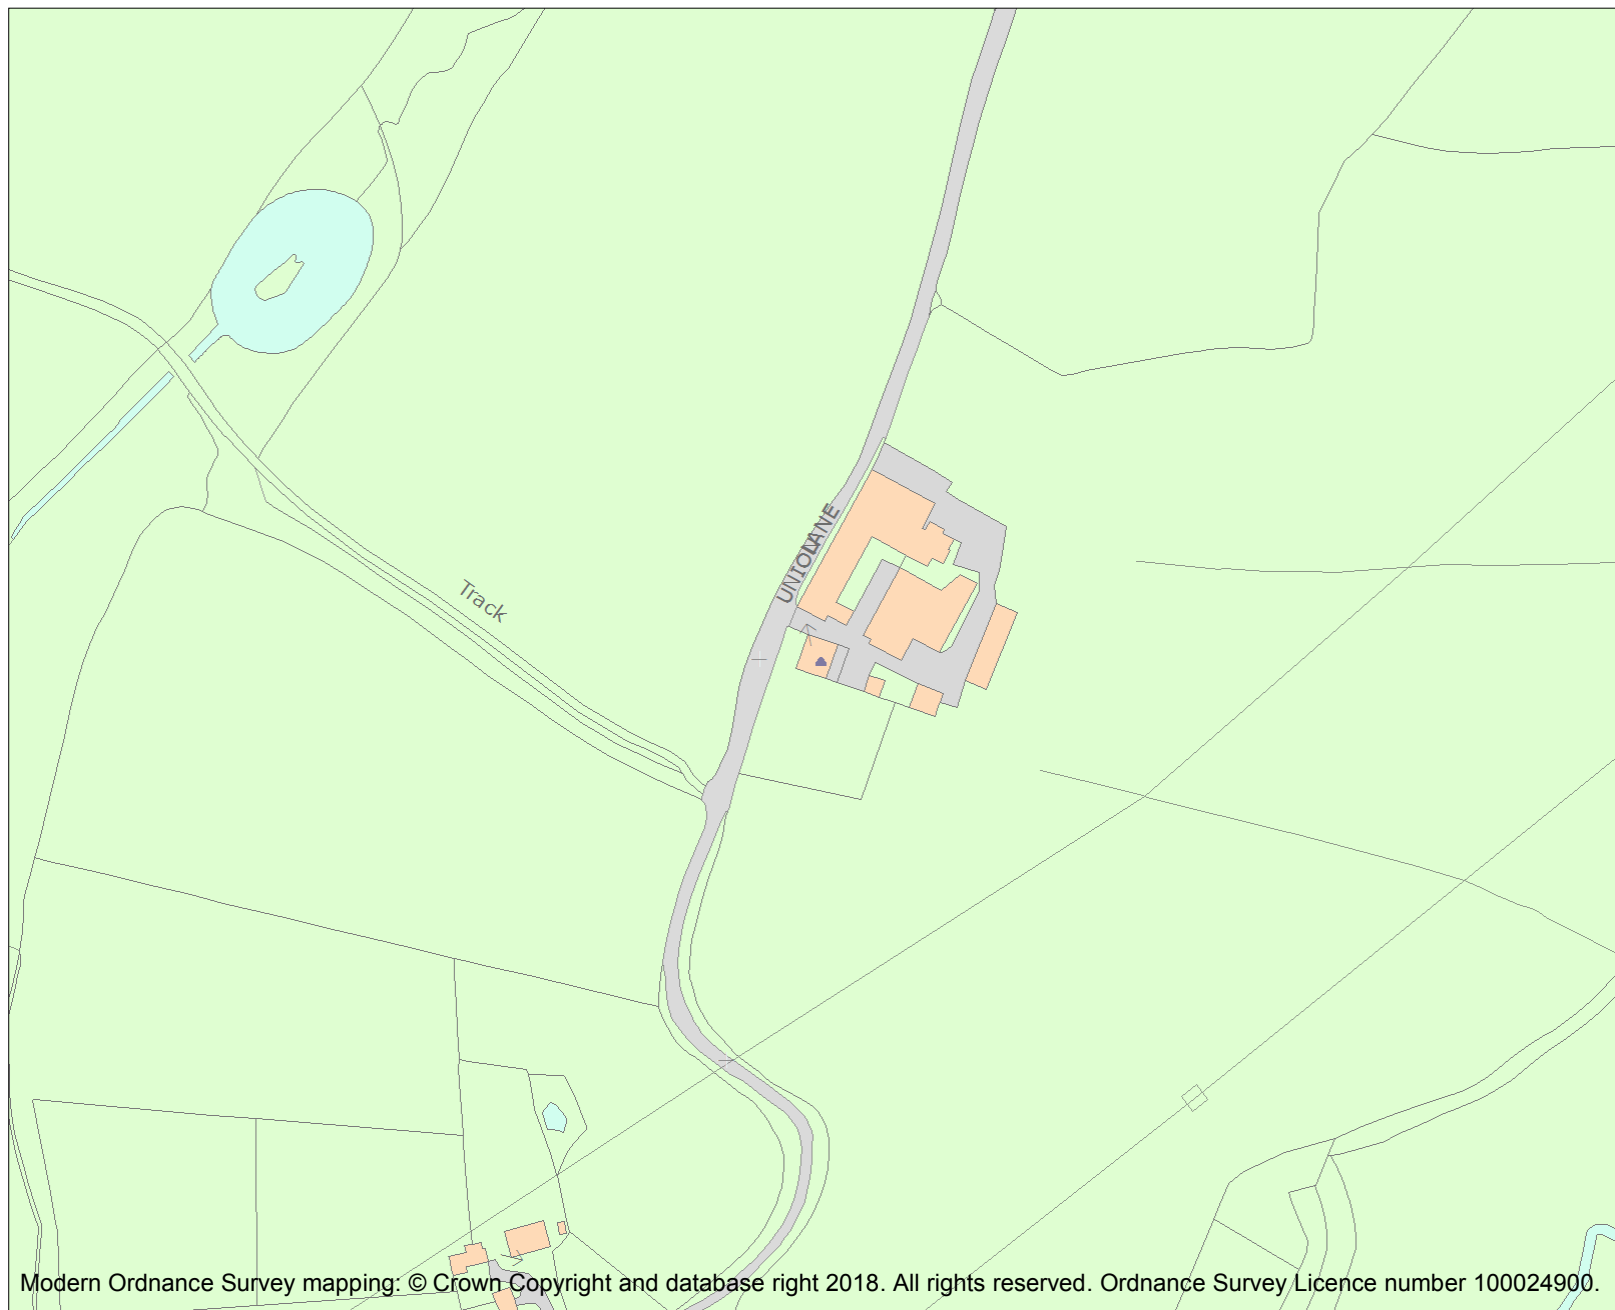 UNION LANE
Track
Modern Ordnance Survey mapping: © Crown Copyright and database right 2018. All rights reserved. Ordnance Survey Licence number 100024900.